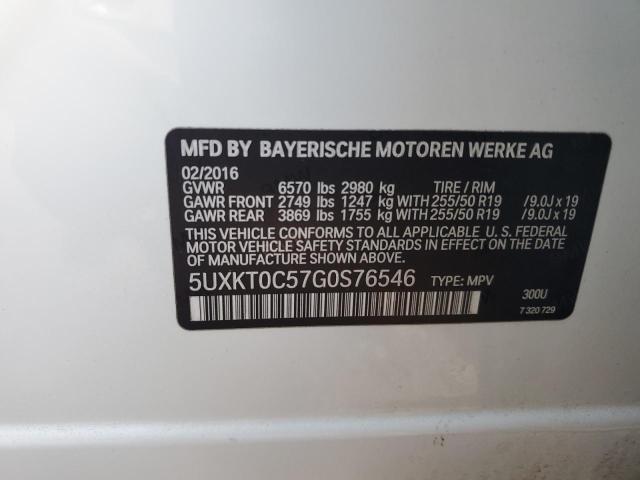 MFD BY BAYERISCHE MOTOREN WERKE AG
02/2016
GVWR 6570 lbs 2980 kg TIRE / RIM
GAWR FRONT 2749 lbs 1247 kg WITH 255/50 R19 /9.0J x 19
GAWR REAR 3869 lbs 1755 kg WITH 255/50 R19 /9.0J x 19
THIS VEHICLE CONFORMS TO ALL APPLICABLE U. S. FEDERAL
MOTOR VEHICLE SAFETY STANDARDS IN EFFECT ON THE DATE
OF MANUFACTURE SHOWN ABOVE.
5UXKT0C57G0S76546 TYPE: MPV
300U
7 320 729